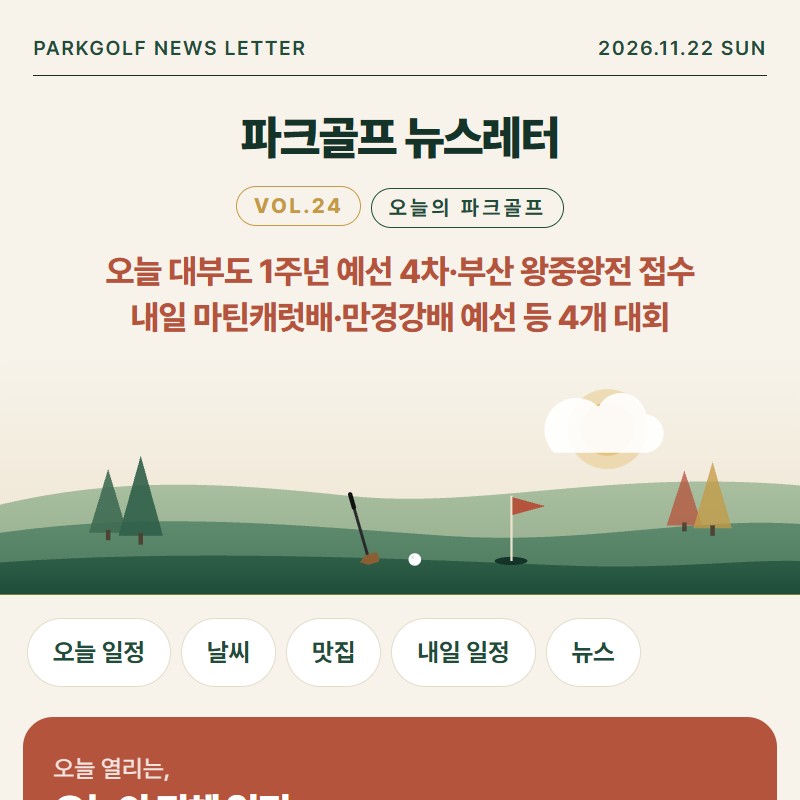 PARKGOLF NEWS LETTER 2026.11.22 SUN
파크골프 뉴스레터
VOL.24 오늘의 파크골프
오늘 대부도 1주년 예선 4차·부산 왕중왕전 접수
내일 마틴캐럿배·만경강배 예선 등 4개 대회
오늘 일정 날씨 맛집 내일 일정 뉴스
오늘 열리는,